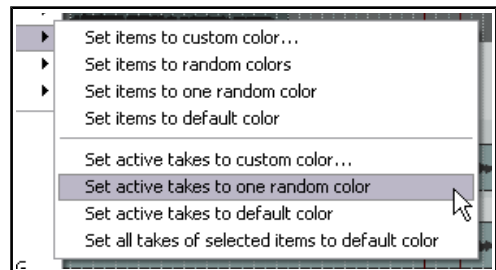 Set items to custom color...
Set items to random colors
Set items to one random color
Set items to default color
Set active takes to custom color...
Set active takes to one random color
Set active takes to default color
Set all takes of selected items to default color